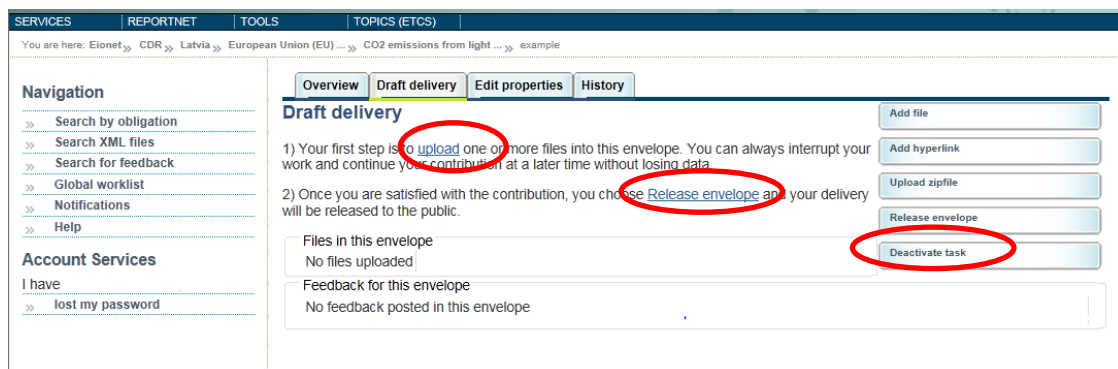 SERVICES REPORTNET TOOLS TOPICS (ETCS)
You are here: Eionet » CDR » Latvia » European Union (EU) ... » CO2 emissions from light ... » example
Navigation
» Search by obligation
» Search XML files
» Search for feedback
» Global worklist
» Notifications
» Help
Account Services
I have
» lost my password
Overview Draft delivery Edit properties History
Draft delivery
1) Your first step is to upload one or more files into this envelope. You can always interrupt your
work and continue your contribution at a later time without losing data.
2) Once you are satisfied with the contribution, you choose Release envelope and your delivery
will be released to the public.
Files in this envelope
No files uploaded
Feedback for this envelope
No feedback posted in this envelope
Add file
Add hyperlink
Upload zipfile
Release envelope
Deactivate task